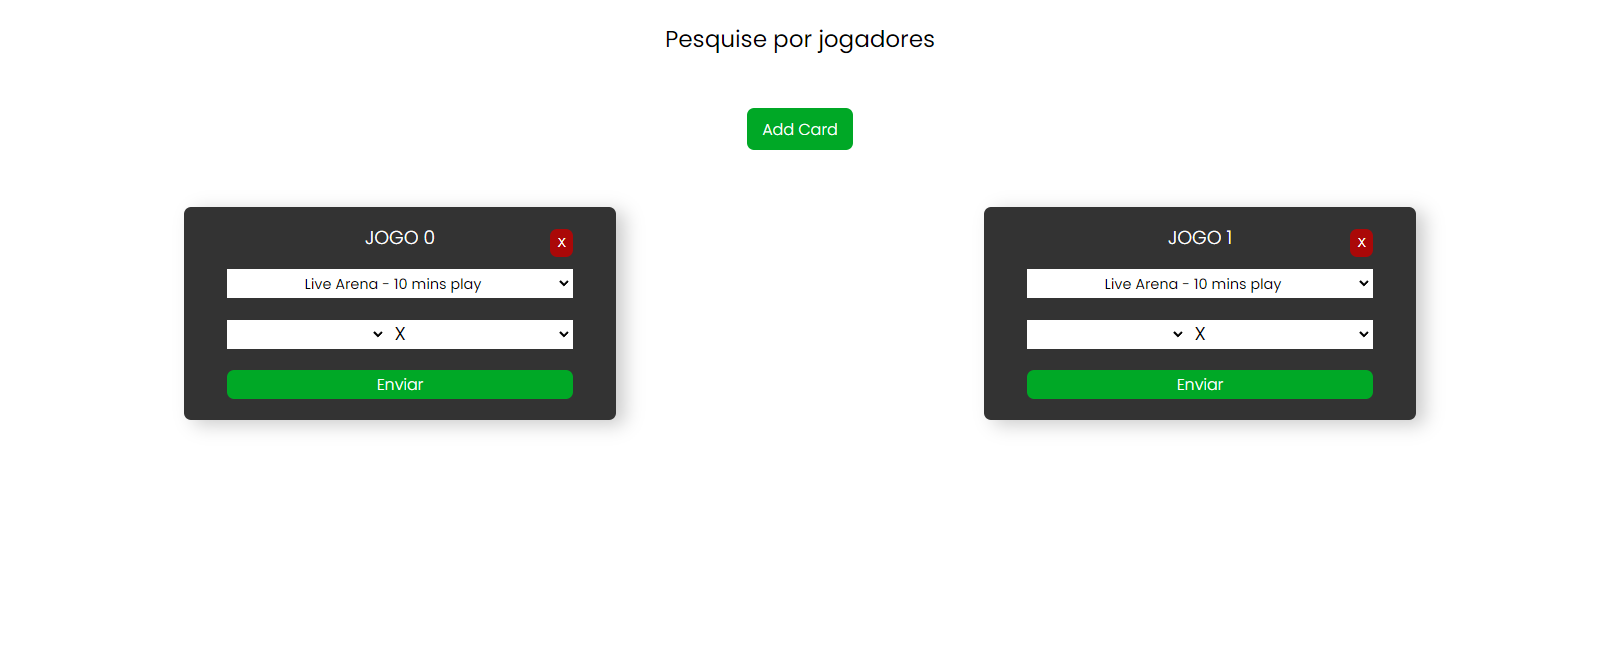 Pesquise por jogadores
Add Card
JOGO 0
X
Live Arena - 10 mins play
X
Enviar
JOGO 1
X
Live Arena - 10 mins play
X
Enviar